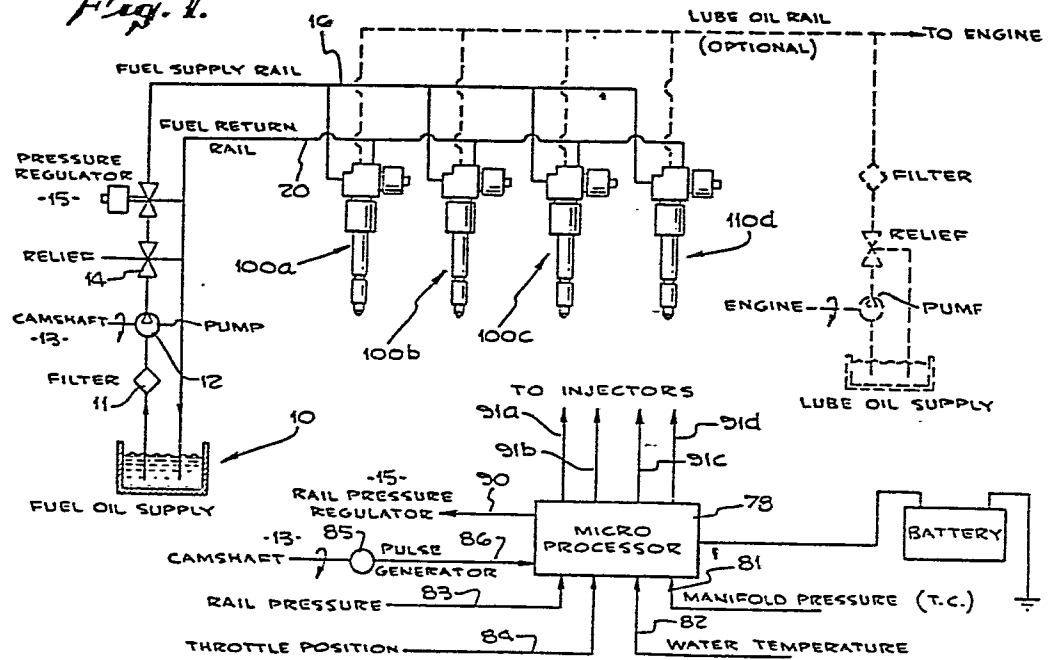 Fig. 1.
16
LUBE OIL RAIL
(OPTIONAL)
TO ENGINE
FUEL SUPPLY RAIL
FUEL RETURN
RAIL
20
PRESSURE
REGULATOR
-15-
FILTER
RELIEF
RELIEF
14
100a
110d
ENGINE
PUMP
CAMSHAFT
-13-
PUMP
100b
100c
FILTER
12
11
TO INJECTORS
LUBE OIL SUPPLY
10
91a
91d
91b
91c
FUEL OIL SUPPLY
-15-
RAIL PRESSURE
REGULATOR
90
78
MICRO
PROCESSOR
BATTERY
85
-13-
CAMSHAFT
PULSE
GENERATOR
86
81
RAIL PRESSURE
83
MANIFOLD PRESSURE (T.C.)
82
THROTTLE POSITION
84
WATER TEMPERATURE